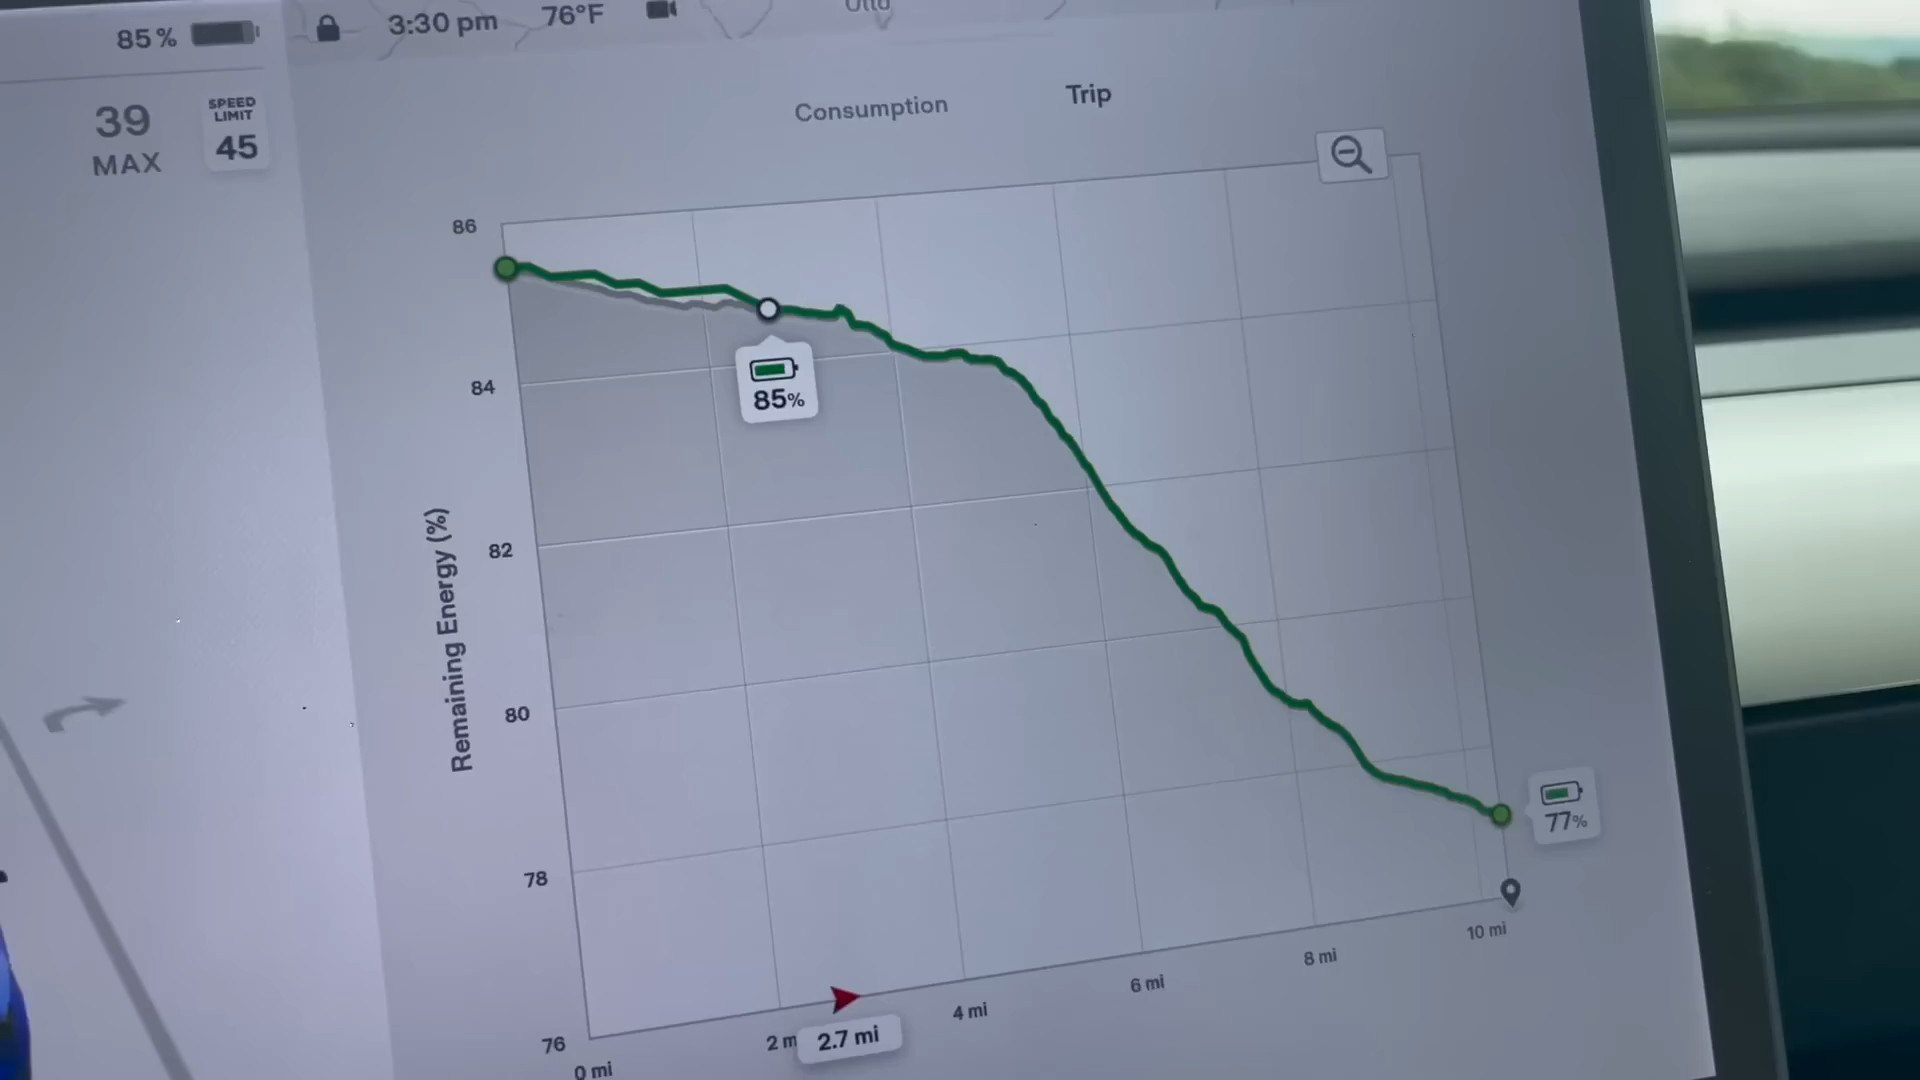 85%
3:30 pm
76°F
39
MAX
SPEED
LIMIT
45
Consumption
Trip
86
84
82
80
78
76
Remaining Energy (%)
85%
77%
0 mi
2 m
2.7 mi
4 mi
6 mi
8 mi
10 mi